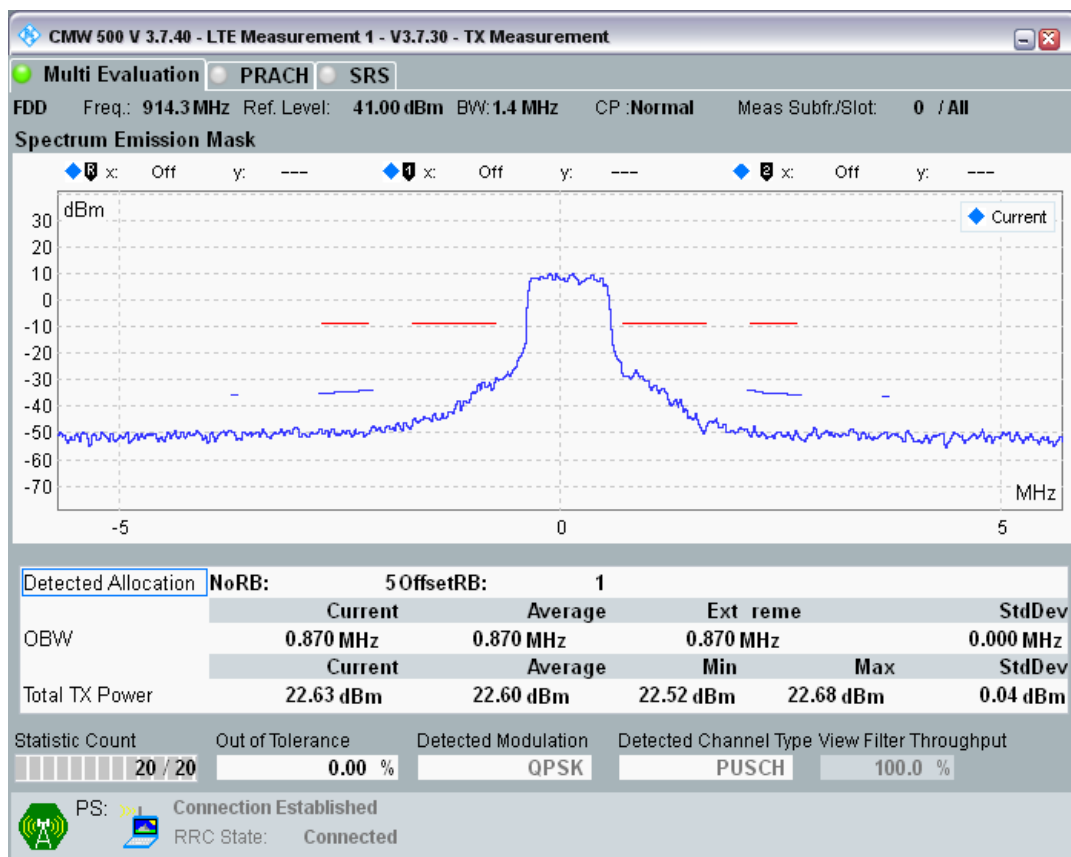 CMW 500 V 3.7.40 - LTE Measurement 1 - V3.7.30 - TX Measurement
Multi Evaluation PRACH SRS
FDD Freq.: 914.3 MHz Ref. Level: 41.00 dBm BW: 1.4 MHz CP :Normal Meas Subfr./Slot: 0 / All
Spectrum Emission Mask
R x: Off y: --- 1 x: Off y: --- 2 x: Off y: ---
dBm
Current
30
20
10
0
-10
-20
-30
-40
-50
-60
-70
MHz
-5 0 5
Detected Allocation NoRB: 5 OffsetRB: 1
Current Average Ext reme StdDev
OBW 0.870 MHz 0.870 MHz 0.870 MHz 0.000 MHz
Current Average Min Max StdDev
Total TX Power 22.63 dBm 22.60 dBm 22.52 dBm 22.68 dBm 0.04 dBm
Statistic Count Out of Tolerance Detected Modulation Detected Channel Type View Filter Throughput
20 / 20 0.00 % QPSK PUSCH 100.0 %
PS: Connection Established
RRC State: Connected